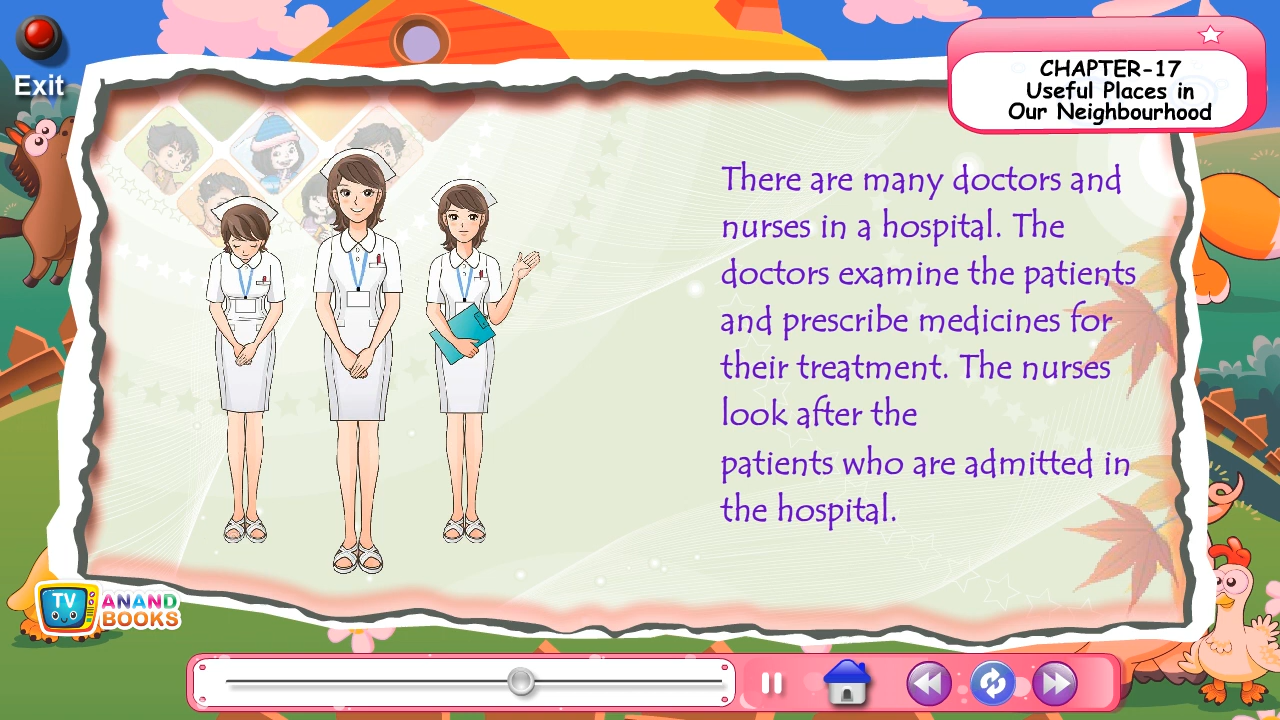 Exit
CHAPTER-17
Useful Places in
Our Neighbourhood
There are many doctors and
nurses in a hospital. The
doctors examine the patients
and prescribe medicines for
their treatment. The nurses
look after the
patients who are admitted in
the hospital.
TV
ANAND
BOOKS